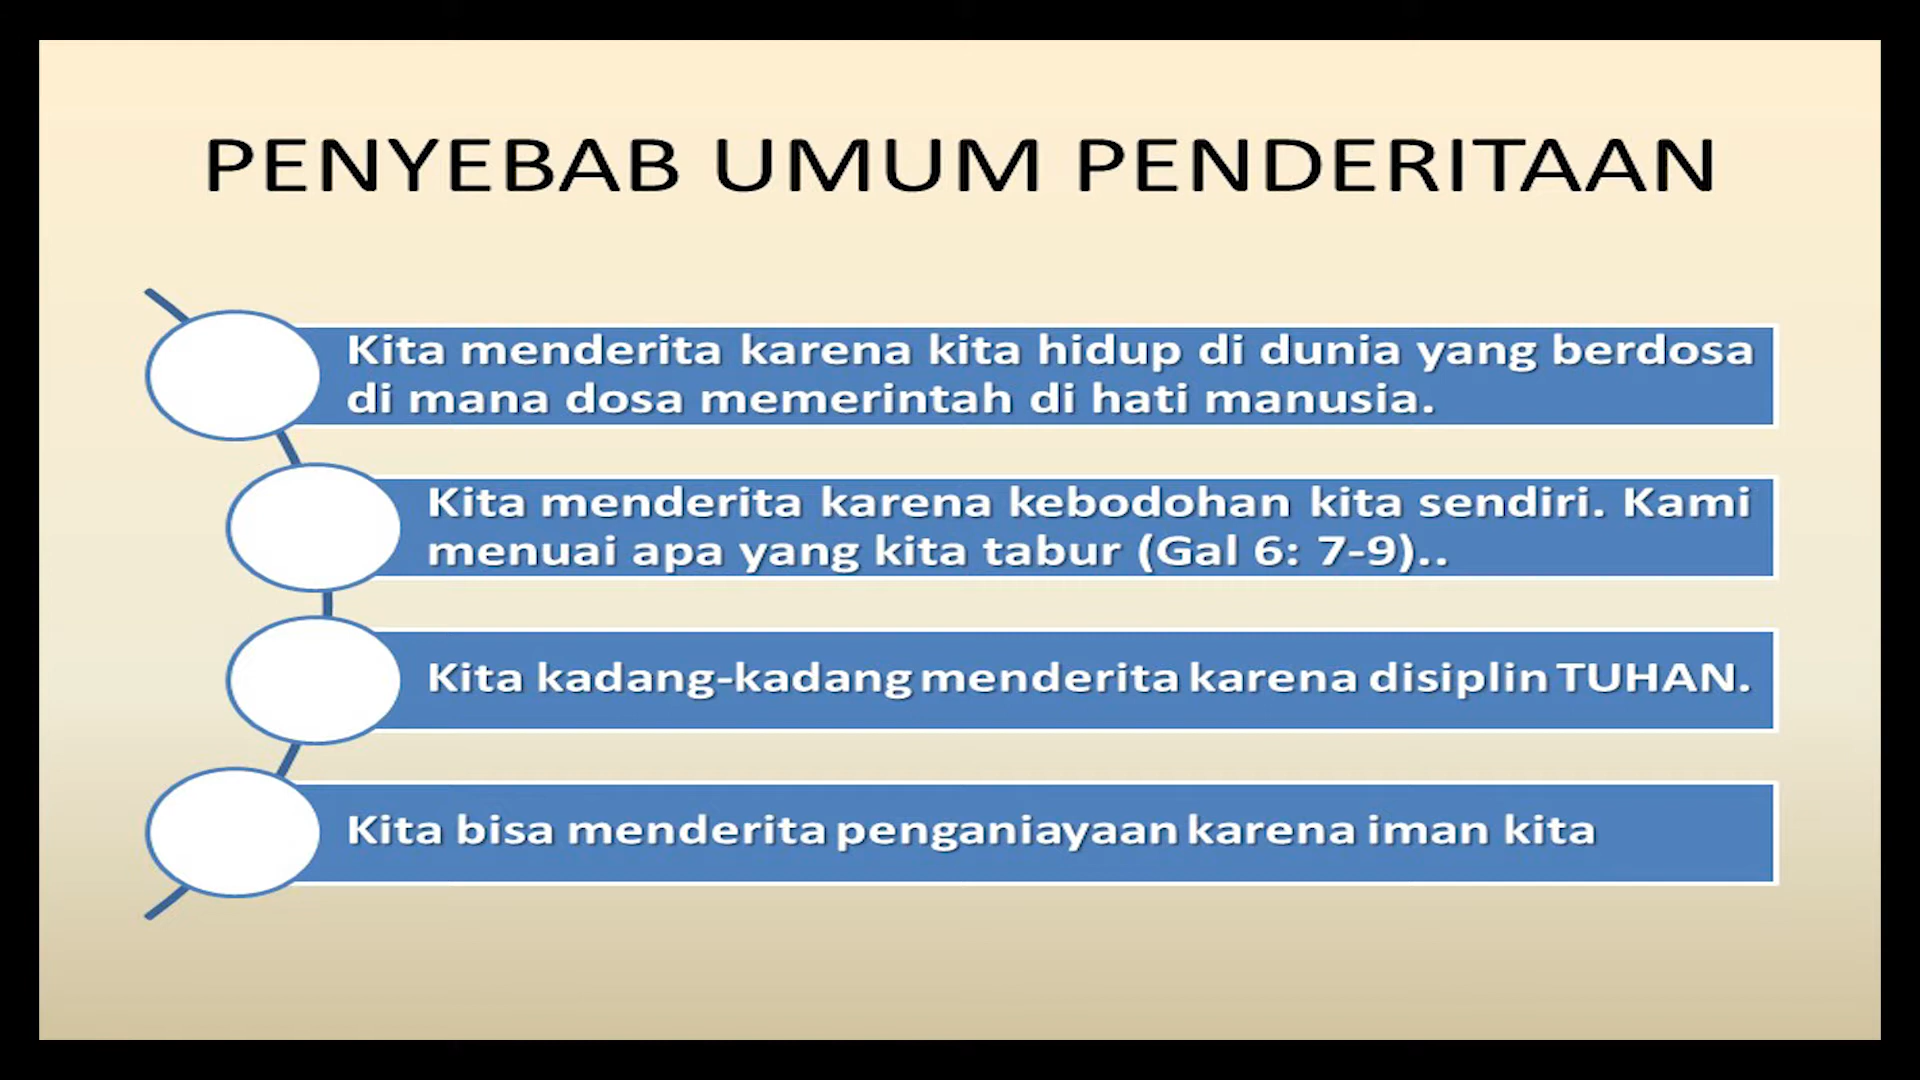 PENYEBAB UMUM PENDERITAAN
Kita menderita karena kita hidup di dunia yang berdosa
di mana dosa memerintah di hati manusia.
Kita menderita karena kebodohan kita sendiri. Kami
menuai apa yang kita tabur (Gal 6: 7-9)..
Kita kadang-kadang menderita karena disiplin TUHAN.
Kita bisa menderita penganiayaan karena iman kita